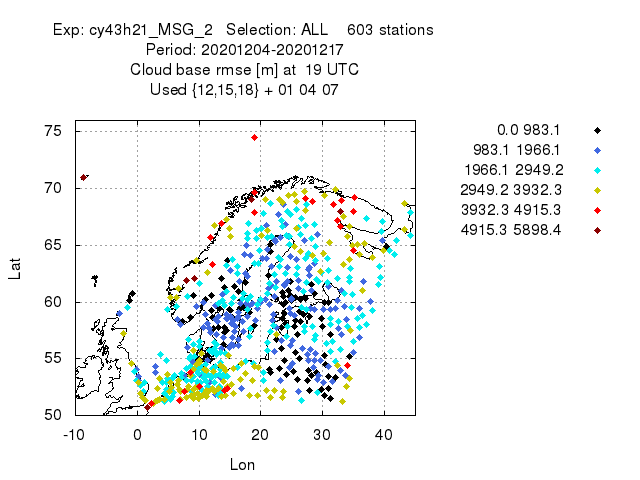 Exp: cy43h21_MSG_2 Selection: ALL 603 stations
Period: 20201204-20201217
Cloud base rmse [m] at 19 UTC
Used {12,15,18} + 01 04 07
75
70
65
60
55
50
-10 0 10 20 30 40
Lat
Lon
0.0 983.1
983.1 1966.1
1966.1 2949.2
2949.2 3932.3
3932.3 4915.3
4915.3 5898.4